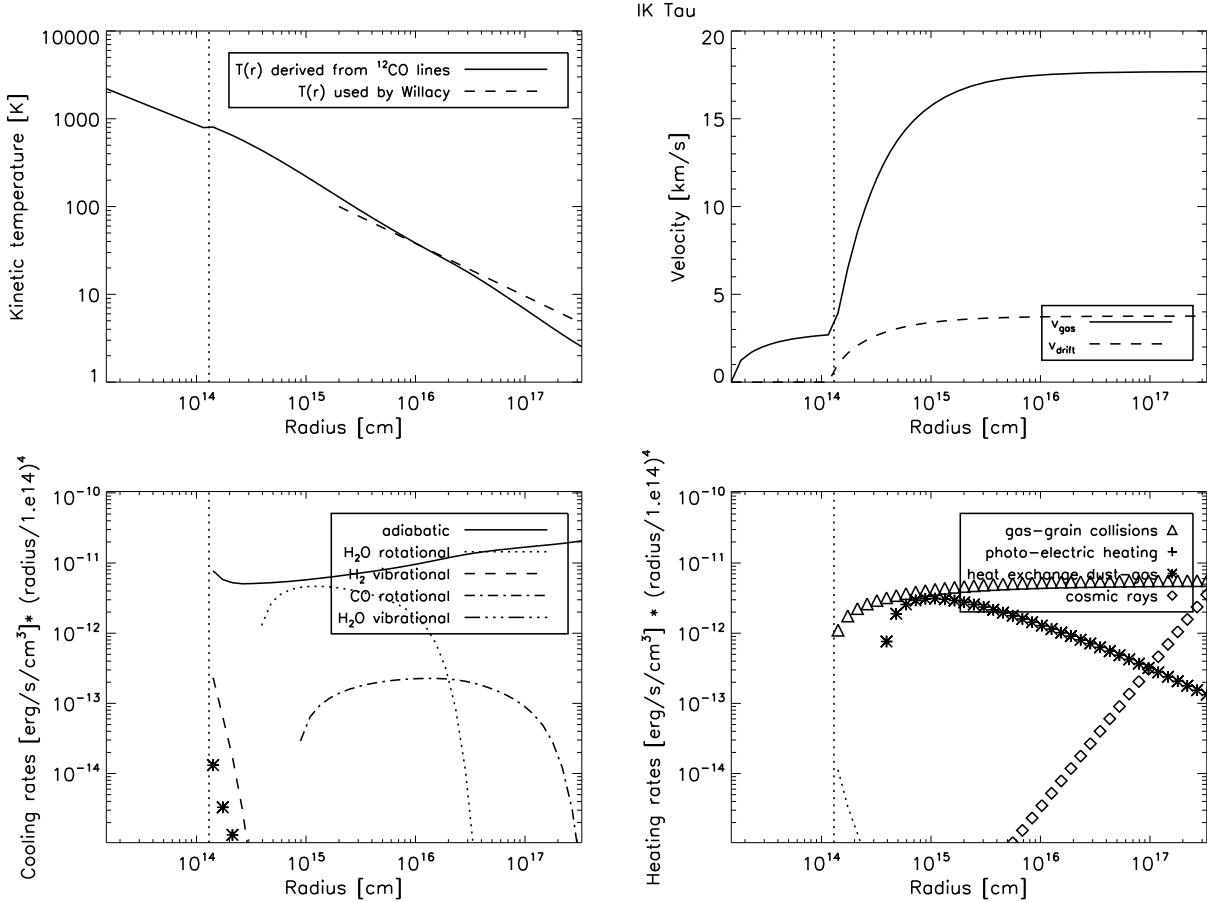 IK Tau
10000
1000
100
10
1
Kinetic temperature [K]
T(r) derived from ¹²CO lines
T(r) used by Willacy
10¹⁴ 10¹⁵ 10¹⁶ 10¹⁷
Radius [cm]
20
15
10
5
0
Velocity [km/s]
v_gas
v_drift
10¹⁴ 10¹⁵ 10¹⁶ 10¹⁷
Radius [cm]
10⁻¹⁰
10⁻¹¹
10⁻¹²
10⁻¹³
10⁻¹⁴
Cooling rates [erg/s/cm³]* (radius/1.e14)⁴
adiabatic
H₂O rotational
H₂ vibrational
CO rotational
H₂O vibrational
10¹⁴ 10¹⁵ 10¹⁶ 10¹⁷
Radius [cm]
10⁻¹⁰
10⁻¹¹
10⁻¹²
10⁻¹³
10⁻¹⁴
Heating rates [erg/s/cm³] * (radius/1.e14)⁴
gas-grain collisions
photo-electric heating
heat exchange dust-gas
cosmic rays
10¹⁴ 10¹⁵ 10¹⁶ 10¹⁷
Radius [cm]